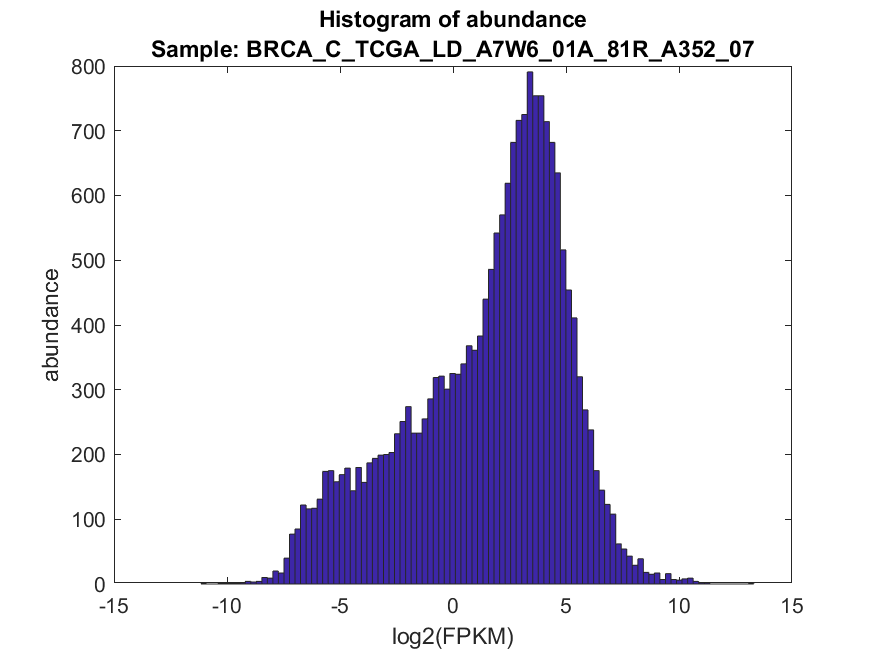 Histogram of abundance
Sample: BRCA_C_TCGA_LD_A7W6_01A_81R_A352_07
800
700
600
500
400
300
200
100
0
abundance
-15 -10 -5 0 5 10 15
log2(FPKM)